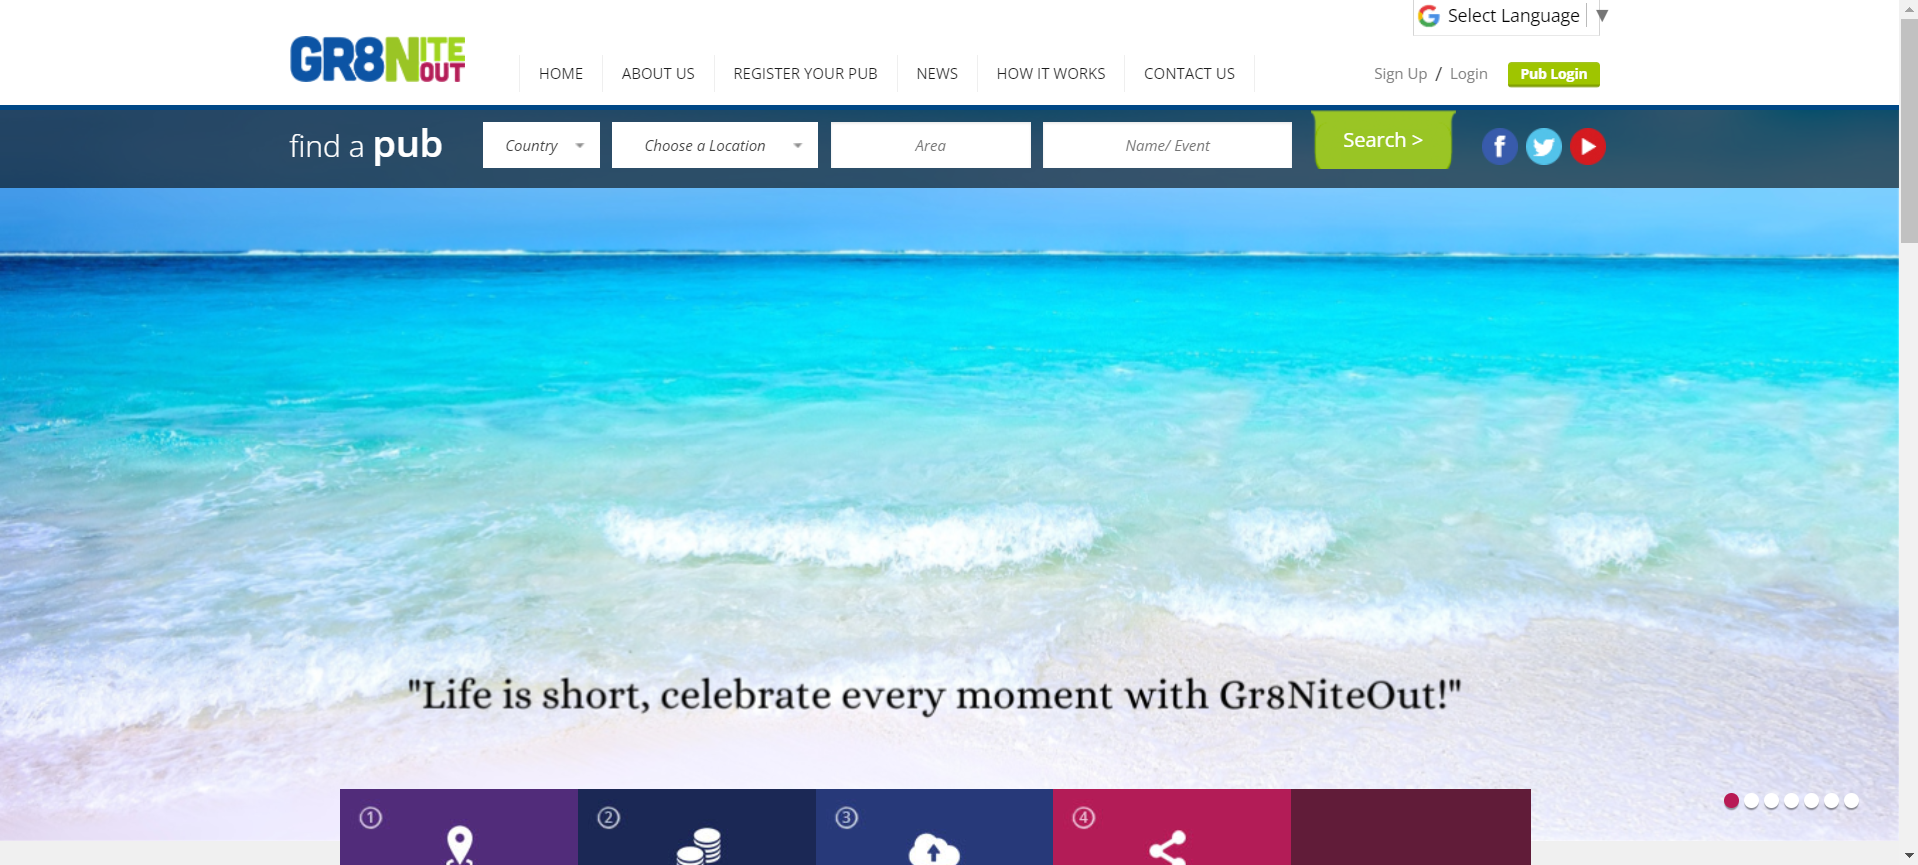 Select Language ▼
GR8NITE OUT
HOME
ABOUT US
REGISTER YOUR PUB
NEWS
HOW IT WORKS
CONTACT US
Sign Up / Login
Pub Login
find a pub
Country
Choose a Location
Area
Name/ Event
Search >
"Life is short, celebrate every moment with Gr8NiteOut!"
1
2
3
4